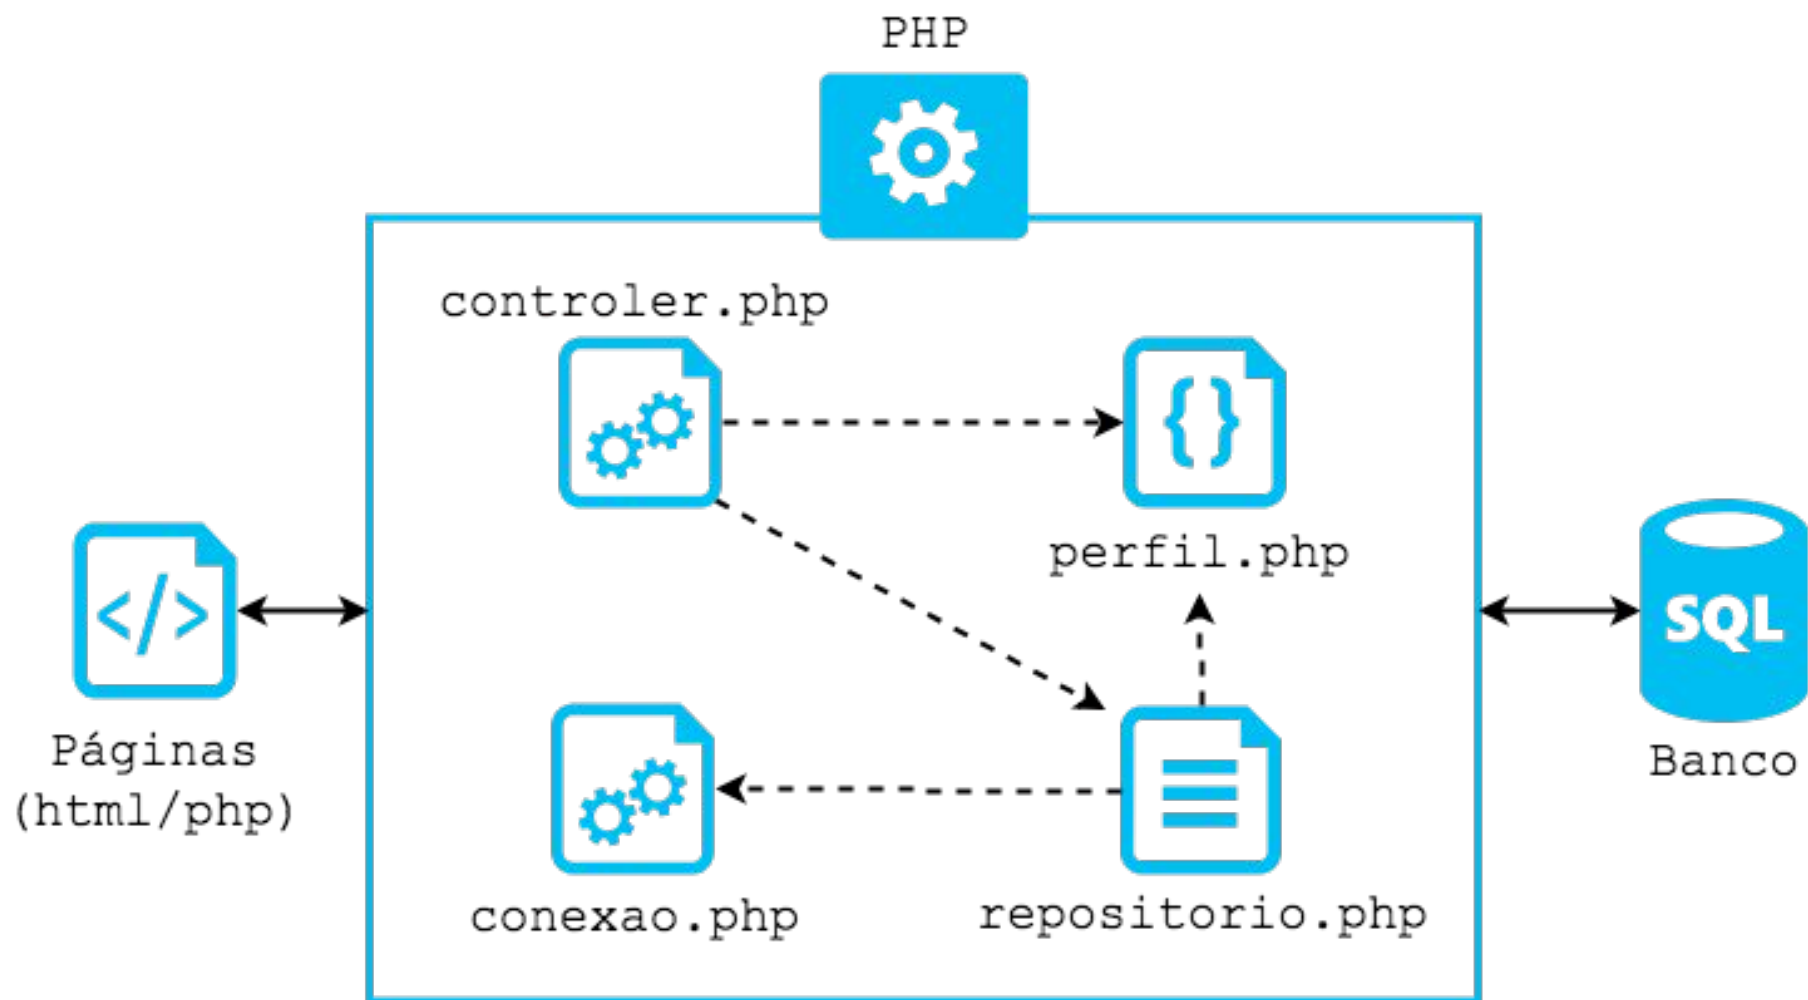 PHP
controler.php
{}
perfil.php
</>
SQL
Páginas
(html/php)
Banco
conexao.php
repositorio.php